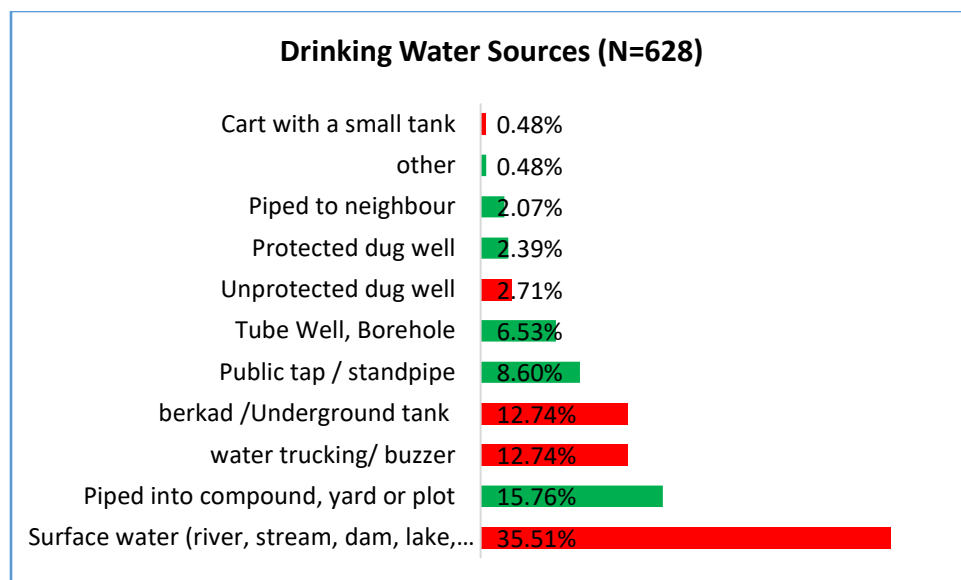 Drinking Water Sources (N=628)
Cart with a small tank 0.48%
other 0.48%
Piped to neighbour 2.07%
Protected dug well 2.39%
Unprotected dug well 2.71%
Tube Well, Borehole 6.53%
Public tap / standpipe 8.60%
berkad /Underground tank 12.74%
water trucking/ buzzer 12.74%
Piped into compound, yard or plot 15.76%
Surface water (river, stream, dam, lake,... 35.51%